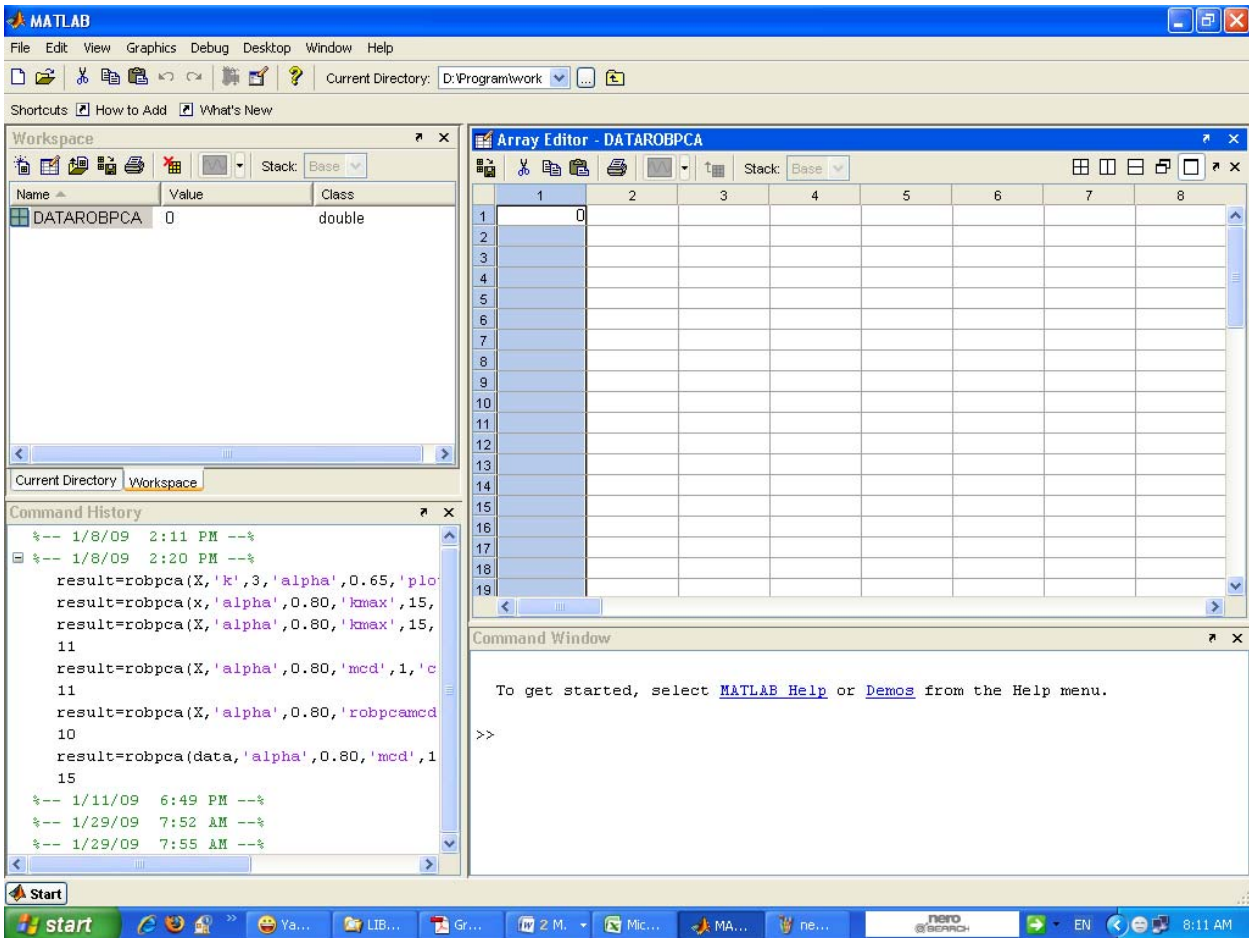 MATLAB
File Edit View Graphics Debug Desktop Window Help
Current Directory: D:\Program\work
Shortcuts How to Add What's New
Workspace
Stack: Base
Name Value Class
DATAROBPCA 0 double
Current Directory Workspace
Command History
%-- 1/8/09 2:11 PM --%
%-- 1/8/09 2:20 PM --%
result=robpca(X,'k',3,'alpha',0.65,'plo
result=robpca(x,'alpha',0.80,'kmax',15,
result=robpca(X,'alpha',0.80,'kmax',15,
11
result=robpca(X,'alpha',0.80,'mcd',1,'c
11
result=robpca(X,'alpha',0.80,'robpcamcd
10
result=robpca(data,'alpha',0.80,'mcd',1
15
%-- 1/11/09 6:49 PM --%
%-- 1/29/09 7:52 AM --%
%-- 1/29/09 7:55 AM --%
Array Editor - DATAROBPCA
Stack: Base
1 2 3 4 5 6 7 8
1 0
2
3
4
5
6
7
8
9
10
11
12
13
14
15
16
17
18
19
Command Window
To get started, select MATLAB Help or Demos from the Help menu.
>>
Start
start Ya... LIB... Gr... 2 M. Mic... MA... ne... nero SEARCH EN 8:11 AM